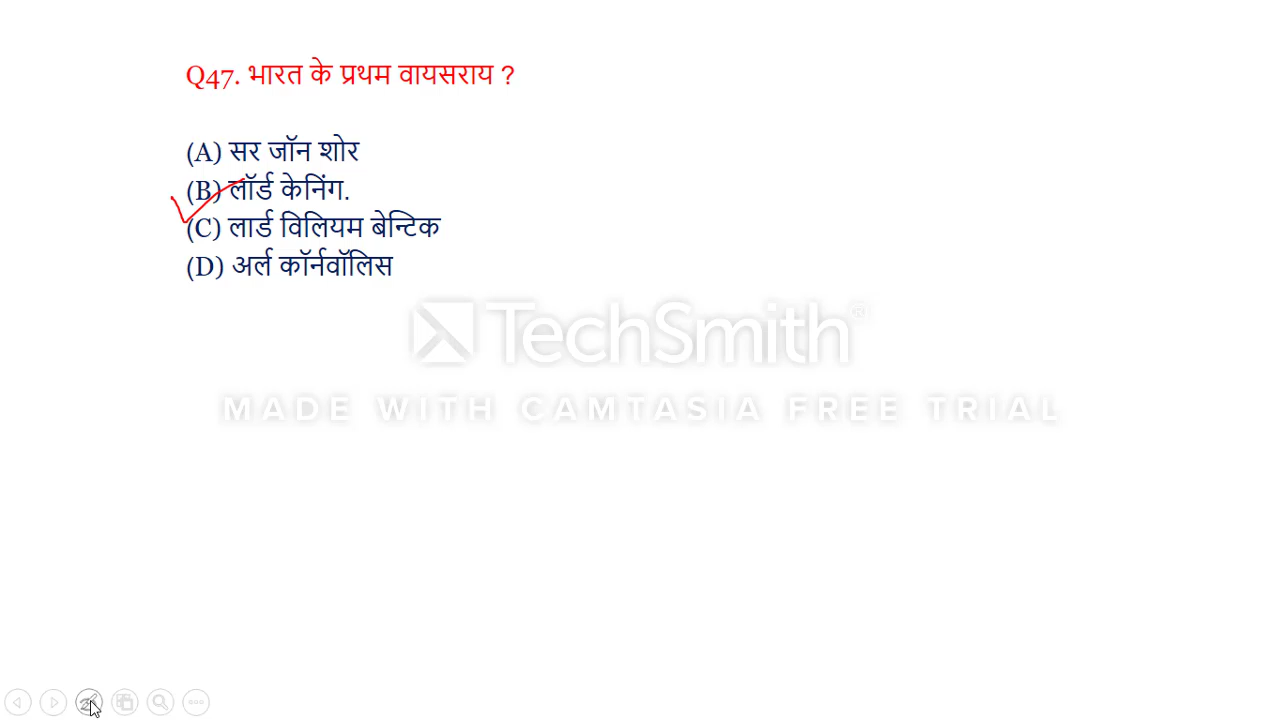 Q47. भारत के प्रथम वायसराय ?
(A) सर जॉन शोर
(B) लॉर्ड केनिंग.
(C) लार्ड विलियम बेन्टिक
(D) अर्ल कॉर्नवॉलिस
TechSmith®
MADE WITH CAMTASIA FREE TRIAL